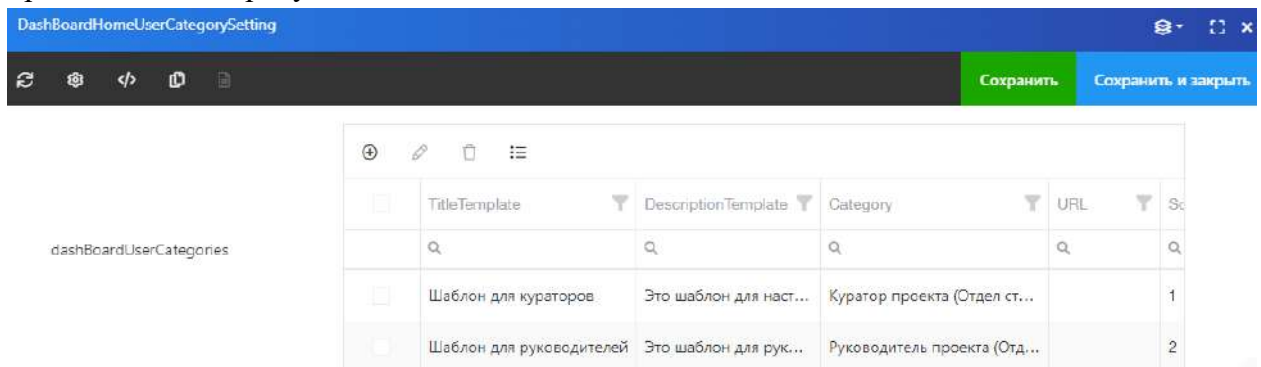 DashBoardHomeUserCategorySetting
Сохранить Сохранить и закрыть
TitleTemplate DescriptionTemplate Category URL
dashBoardUserCategories
Шаблон для кураторов Это шаблон для наст... Куратор проекта (Отдел ст... 1
Шаблон для руководителей Это шаблон для рук... Руководитель проекта (Отд... 2